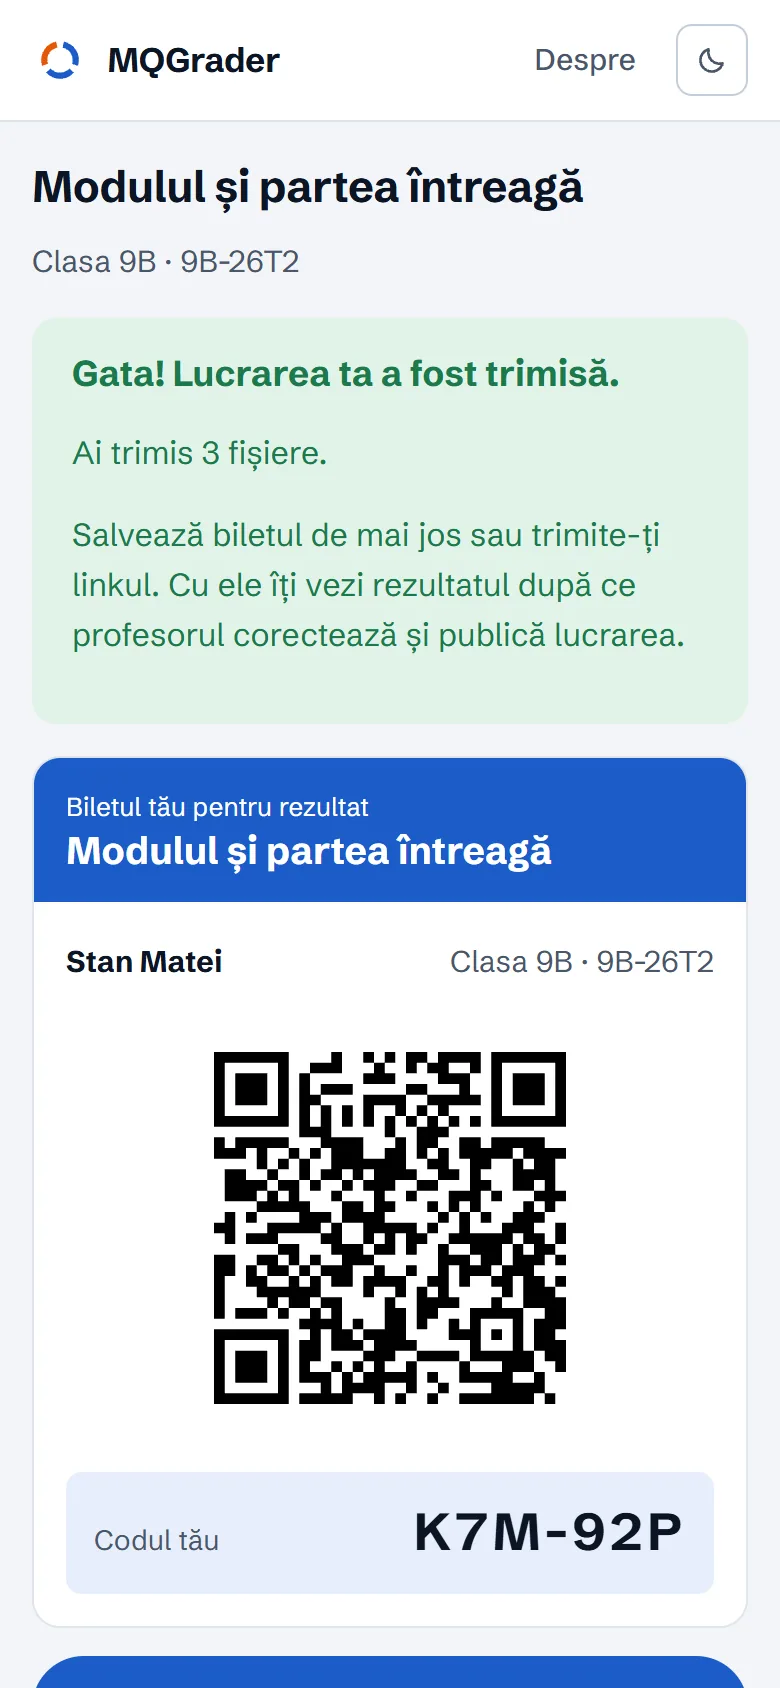 MQGrader
Despre
Modulul și partea întreagă
Clasa 9B · 9B-26T2
Gata! Lucrarea ta a fost trimisă.
Ai trimis 3 fișiere.
Salvează biletul de mai jos sau trimite-ți
linkul. Cu ele îți vezi rezultatul după ce
profesorul corectează și publică lucrarea.
Biletul tău pentru rezultat
Modulul și partea întreagă
Stan Matei
Clasa 9B · 9B-26T2
Codul tău
K7M-92P